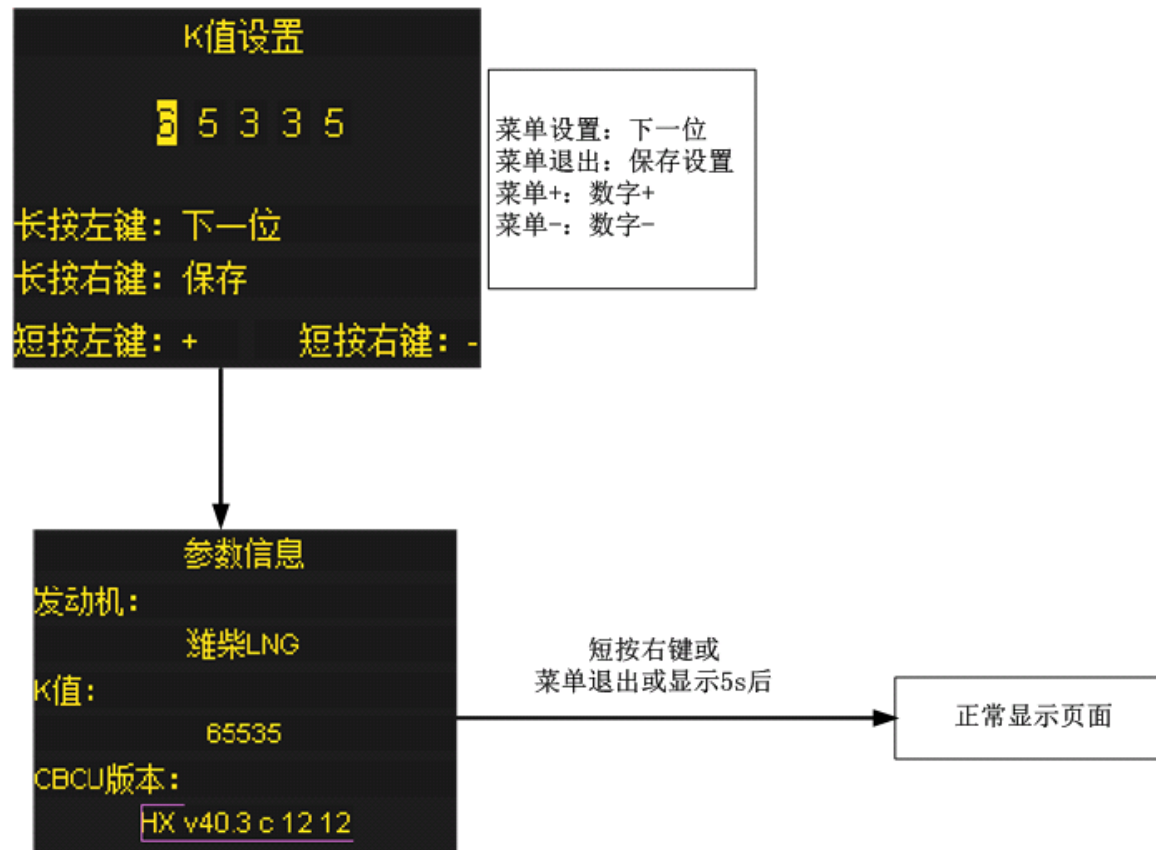 K值设置
6 5 3 3 5
长按左键：下一位
长按右键：保存
短按左键：+ 短按右键：-
菜单设置：下一位
菜单退出：保存设置
菜单+：数字+
菜单-：数字-
参数信息
发动机：
潍柴LNG
K值：
65535
CBCU版本：
HX v40.3 c 12 12
短按右键或
菜单退出或显示5s后
正常显示页面